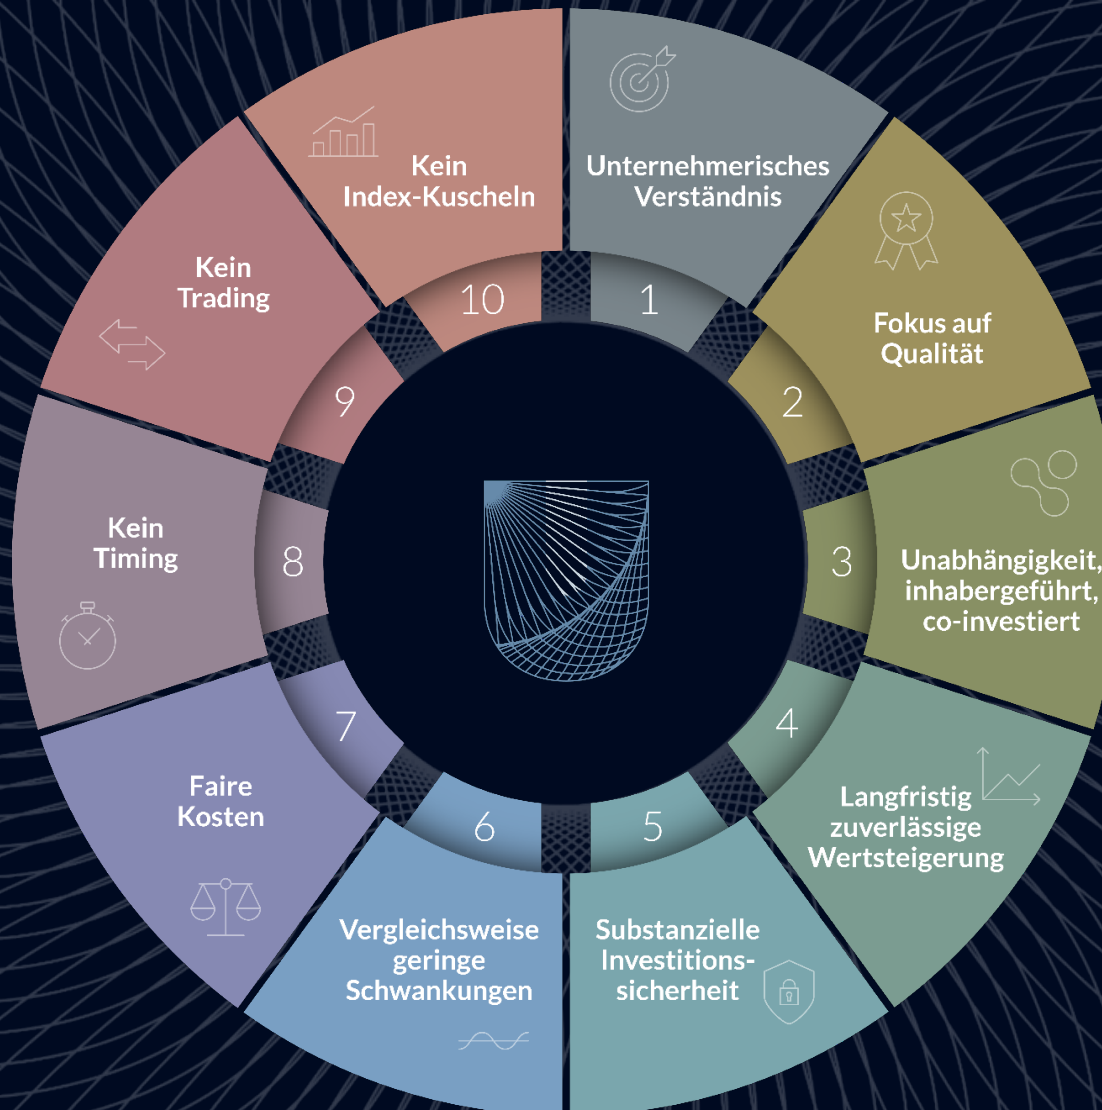 Unternehmerisches
Verständnis
1
Fokus auf
Qualität
2
Unabhängigkeit,
inhabergeführt,
co-investiert
3
Langfristig
zuverlässige
Wertsteigerung
4
Substanzielle
Investitions-
sicherheit
5
Vergleichsweise
geringe
Schwankungen
6
Faire
Kosten
7
Kein
Timing
8
Kein
Trading
9
Kein
Index-Kuscheln
10